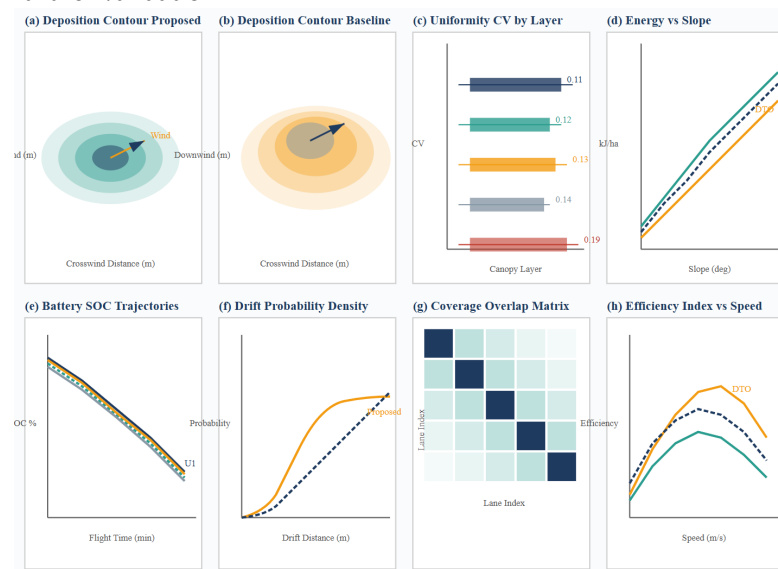 (a) Deposition Contour Proposed
Wind
Crosswind Distance (m)
(b) Deposition Contour Baseline
Downwind (m)
Crosswind Distance (m)
(c) Uniformity CV by Layer
CV
0.11
0.12
0.13
0.14
0.19
Canopy Layer
(d) Energy vs Slope
kJ/ha
DTO
Slope (deg)
(e) Battery SOC Trajectories
OC %
U1
Flight Time (min)
(f) Drift Probability Density
Probability
Proposed
Drift Distance (m)
(g) Coverage Overlap Matrix
Lane Index
Lane Index
(h) Efficiency Index vs Speed
Efficiency
DTO
Speed (m/s)